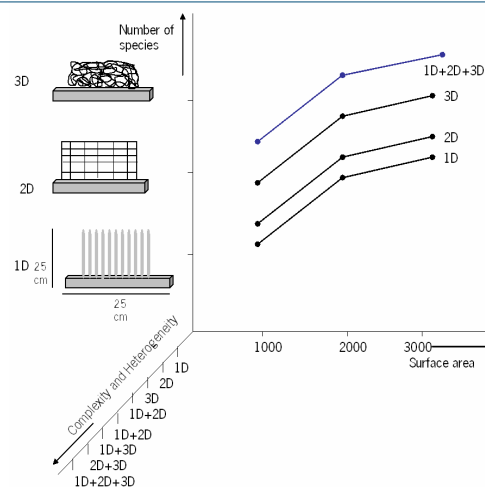 Number of
species
3D
2D
1D
25
cm
25
cm
1D+2D+3D
3D
2D
1D
1000
2000
3000
Surface area
Complexity and Heterogeneity
1D
2D
3D
1D+2D
1D+2D
1D+3D
2D+3D
1D+2D+3D